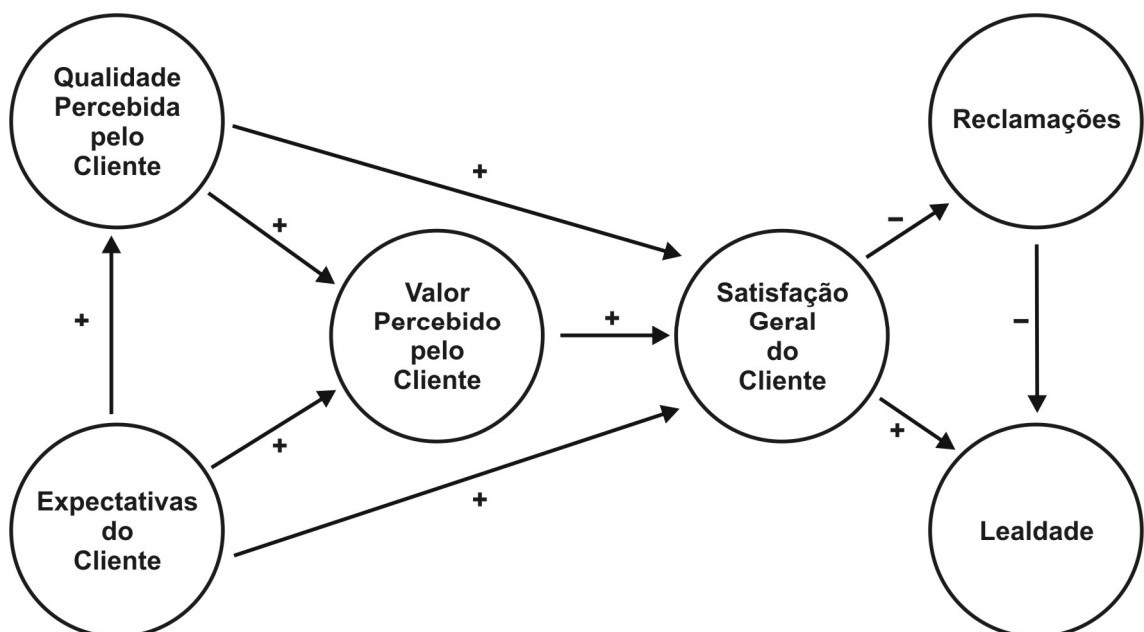 Qualidade
Percebida
pelo
Cliente
Reclamações
+
+
+
Valor
Percebido
pelo
Cliente
+
Satisfação
Geral
do
Cliente
−
−
+
+
+
Expectativas
do
Cliente
Lealdade